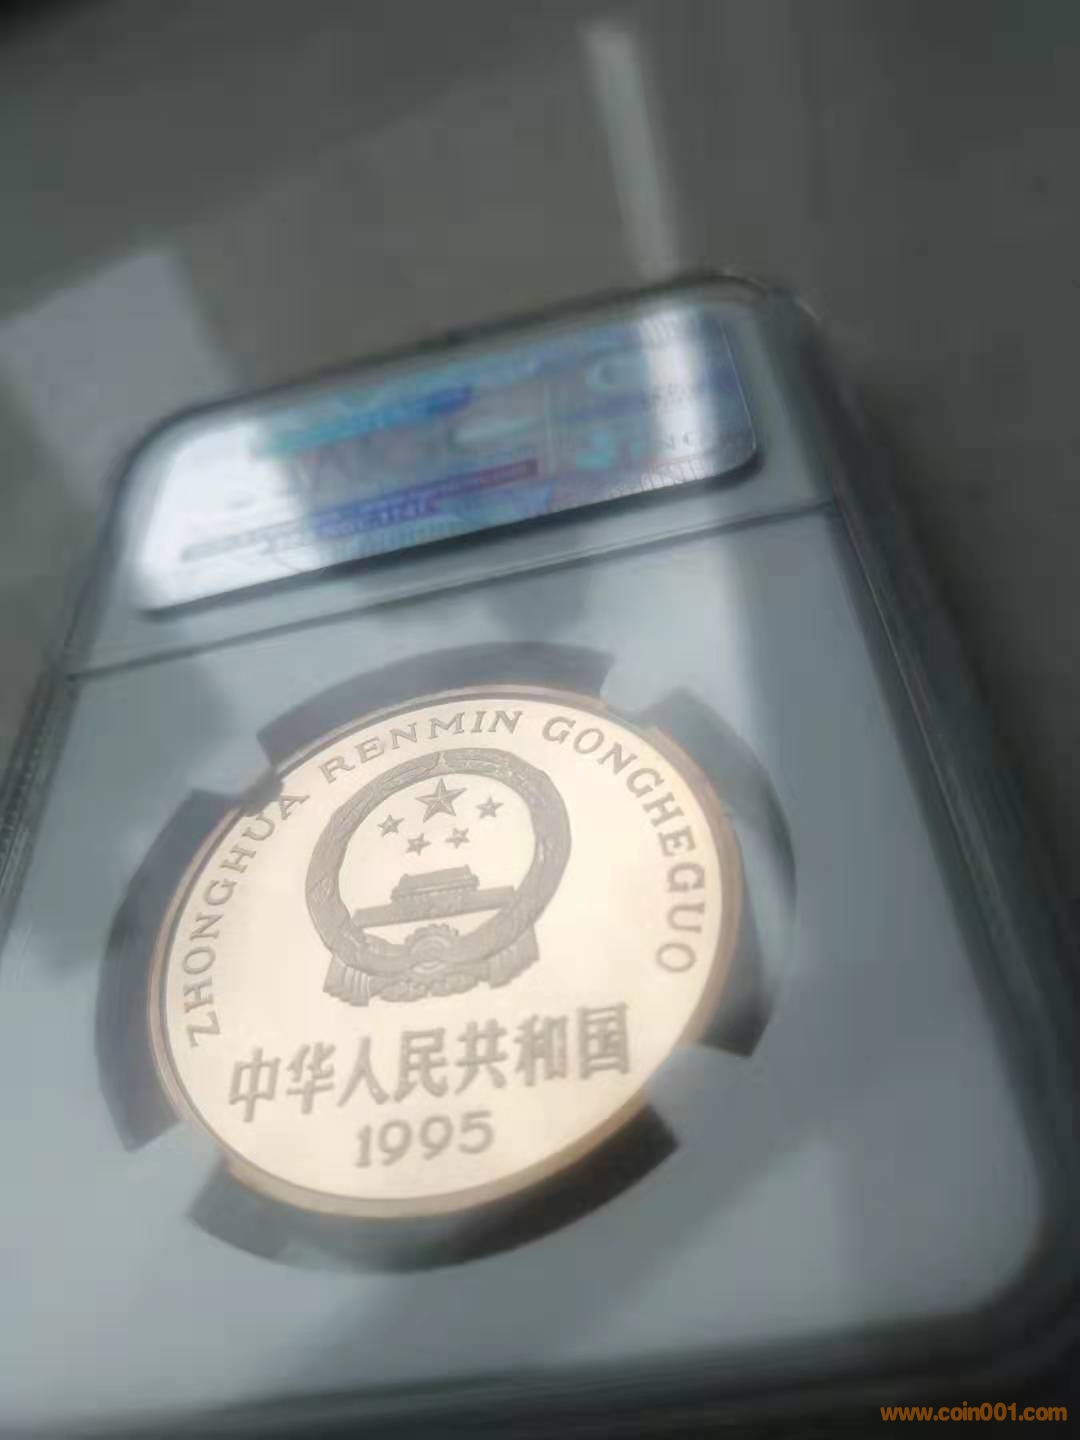 ZHONGHUA RENMIN GONGHEGUO
中华人民共和国
1995
www.coin001.com